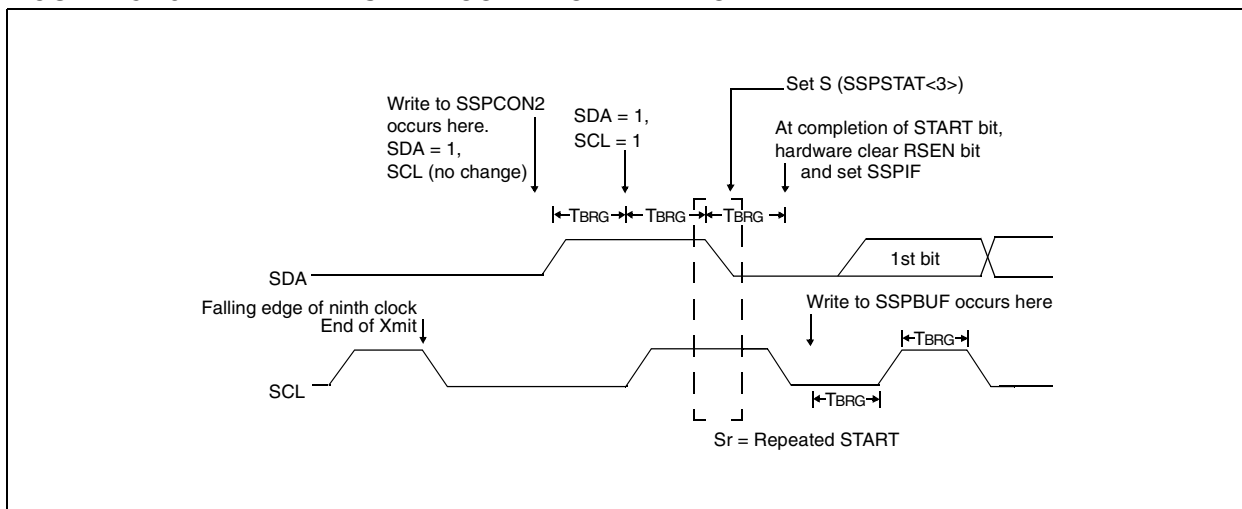 Set S (SSPSTAT<3>)
Write to SSPCON2
occurs here.
SDA = 1,
SCL (no change)
SDA = 1,
SCL = 1
At completion of START bit,
hardware clear RSEN bit
and set SSPIF
TBRG
TBRG
TBRG
SDA
1st bit
Falling edge of ninth clock
End of Xmit
Write to SSPBUF occurs here
TBRG
SCL
TBRG
Sr = Repeated START